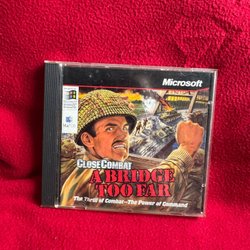 Microsoft
CLOSE COMBAT
A BRIDGE
TOO FAR
The Thrill of Combat—The Power of Command